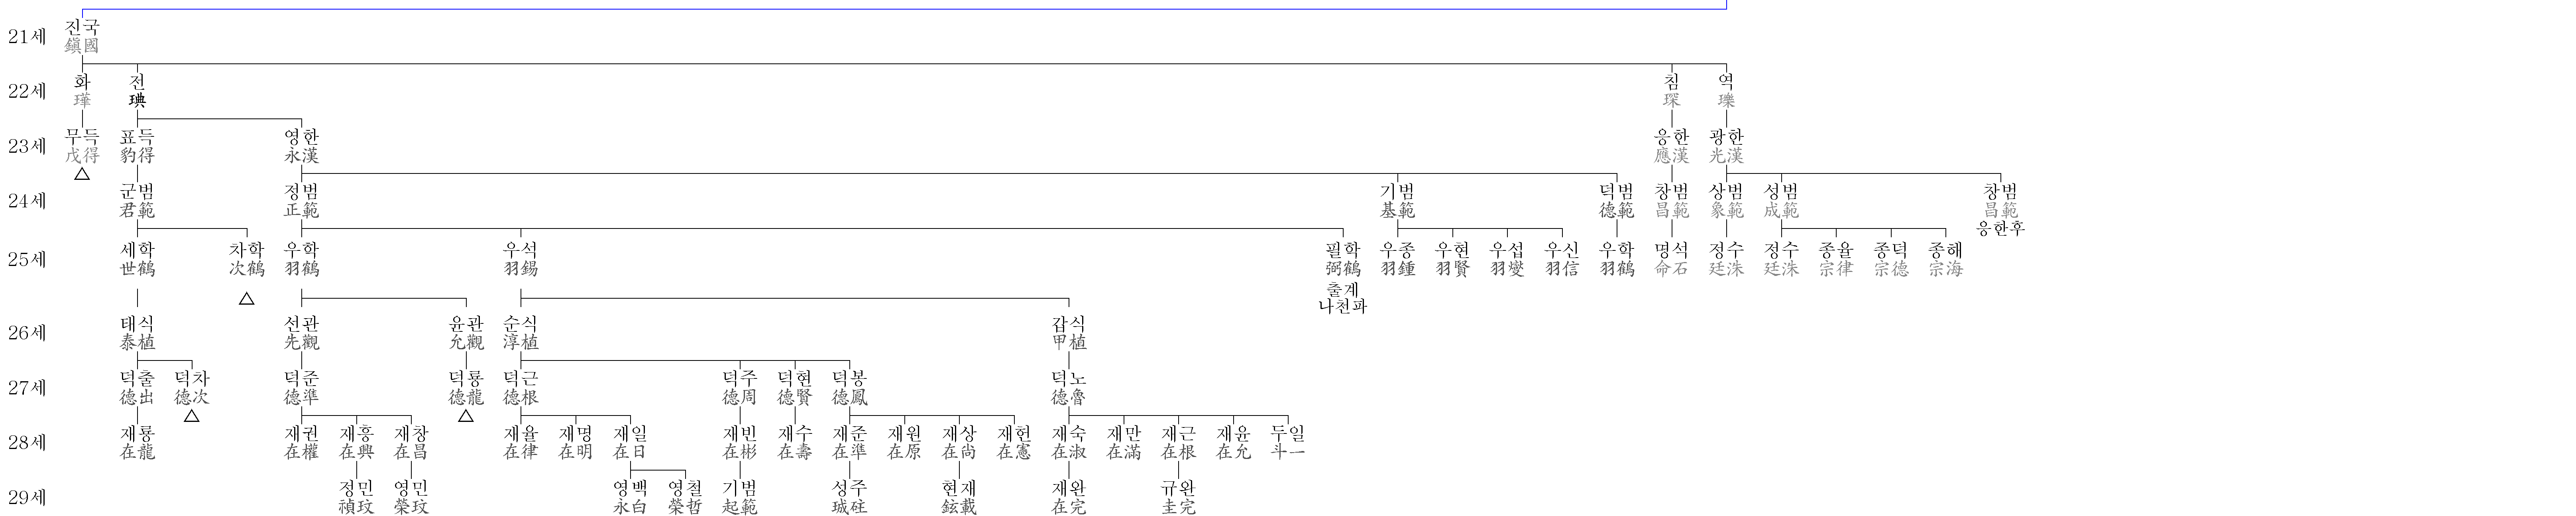 21세 진국
鎭國
22세 화 전 침 역
璍 琠 琛 瓅
23세 무득 표득 영한 응한 광한
戊得 豹得 永漢 應漢 光漢
△
24세 군범 정범 기범 덕범 창범 상범 성범 창범
君範 正範 基範 德範 昌範 象範 成範 昌範
응한후
25세 세학 차학 우학 우석 필학 우종 우현 우섭 우신 우학 명석 정수 정수 종율 종덕 종해
世鶴 次鶴 羽鶴 羽錫 弼鶴 羽鍾 羽賢 羽燮 羽信 羽鶴 命石 廷洙 廷洙 宗律 宗德 宗海
△ 출계
나천파
26세 태식 선관 윤관 순식 갑식
泰植 先觀 允觀 淳植 甲植
27세 덕출 덕차 덕준 덕룡 덕근 덕주 덕현 덕봉 덕노
德出 德次 德準 德龍 德根 德周 德賢 德鳳 德魯
△ △
28세 재룡 재권 재흥 재창 재율 재명 재일 재빈 재수 재준 재원 재상 재헌 재숙 재만 재근 재윤 두일
在龍 在權 在興 在昌 在律 在明 在日 在彬 在壽 在準 在原 在尙 在憲 在淑 在滿 在根 在允 斗一
29세 정민 영민 영백 영철 기범 성주 현재 재완 규완
禎玟 榮玟 永白 榮哲 起範 城砫 鉉載 在完 圭完